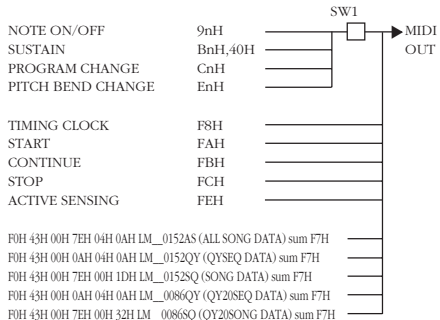 SW1
NOTE ON/OFF 9nH MIDI
SUSTAIN BnH,40H OUT
PROGRAM CHANGE CnH
PITCH BEND CHANGE EnH
TIMING CLOCK F8H
START FAH
CONTINUE FBH
STOP FCH
ACTIVE SENSING FEH
F0H 43H 00H 7EH 04H 0AH LM__0152AS (ALL SONG DATA) sum F7H
F0H 43H 00H 0AH 04H 0AH LM__0152QY (QYSEQ DATA) sum F7H
F0H 43H 00H 7EH 00H 1DH LM__0152SQ (SONG DATA) sum F7H
F0H 43H 00H 0AH 04H 0AH LM__0086QY (QY20SEQ DATA) sum F7H
F0H 43H 00H 7EH 00H 32H LM__0086SQ (QY20SONG DATA) sum F7H